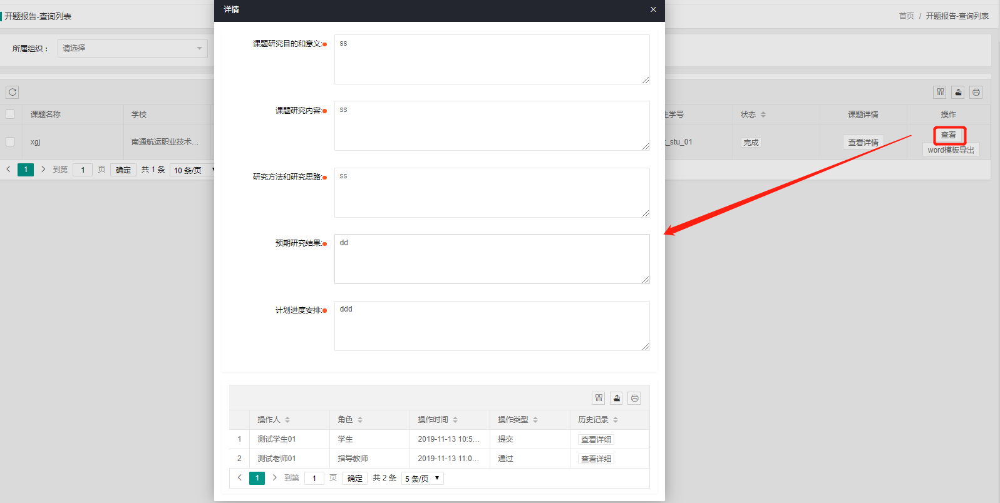 详情
开题报告-查询列表
首页 / 开题报告-查询列表
所属组织：
请选择
课题名称
学校
生学号
状态
课题详情
操作
xgj
南通航运职业技术...
_stu_01
完成
查看详情
查看
word模板导出
1
到第
1
页
确定
共 1 条
10 条/页
课题研究目的和意义:
ss
课题研究内容:
ss
研究方法和研究思路:
ss
预期研究结果:
dd
计划进度安排:
ddd
操作人
角色
操作时间
操作类型
历史记录
1
测试学生01
学生
2019-11-13 10:5...
提交
查看详细
2
测试老师01
指导教师
2019-11-13 11:0...
通过
查看详细
1
到第
1
页
确定
共 2 条
5 条/页